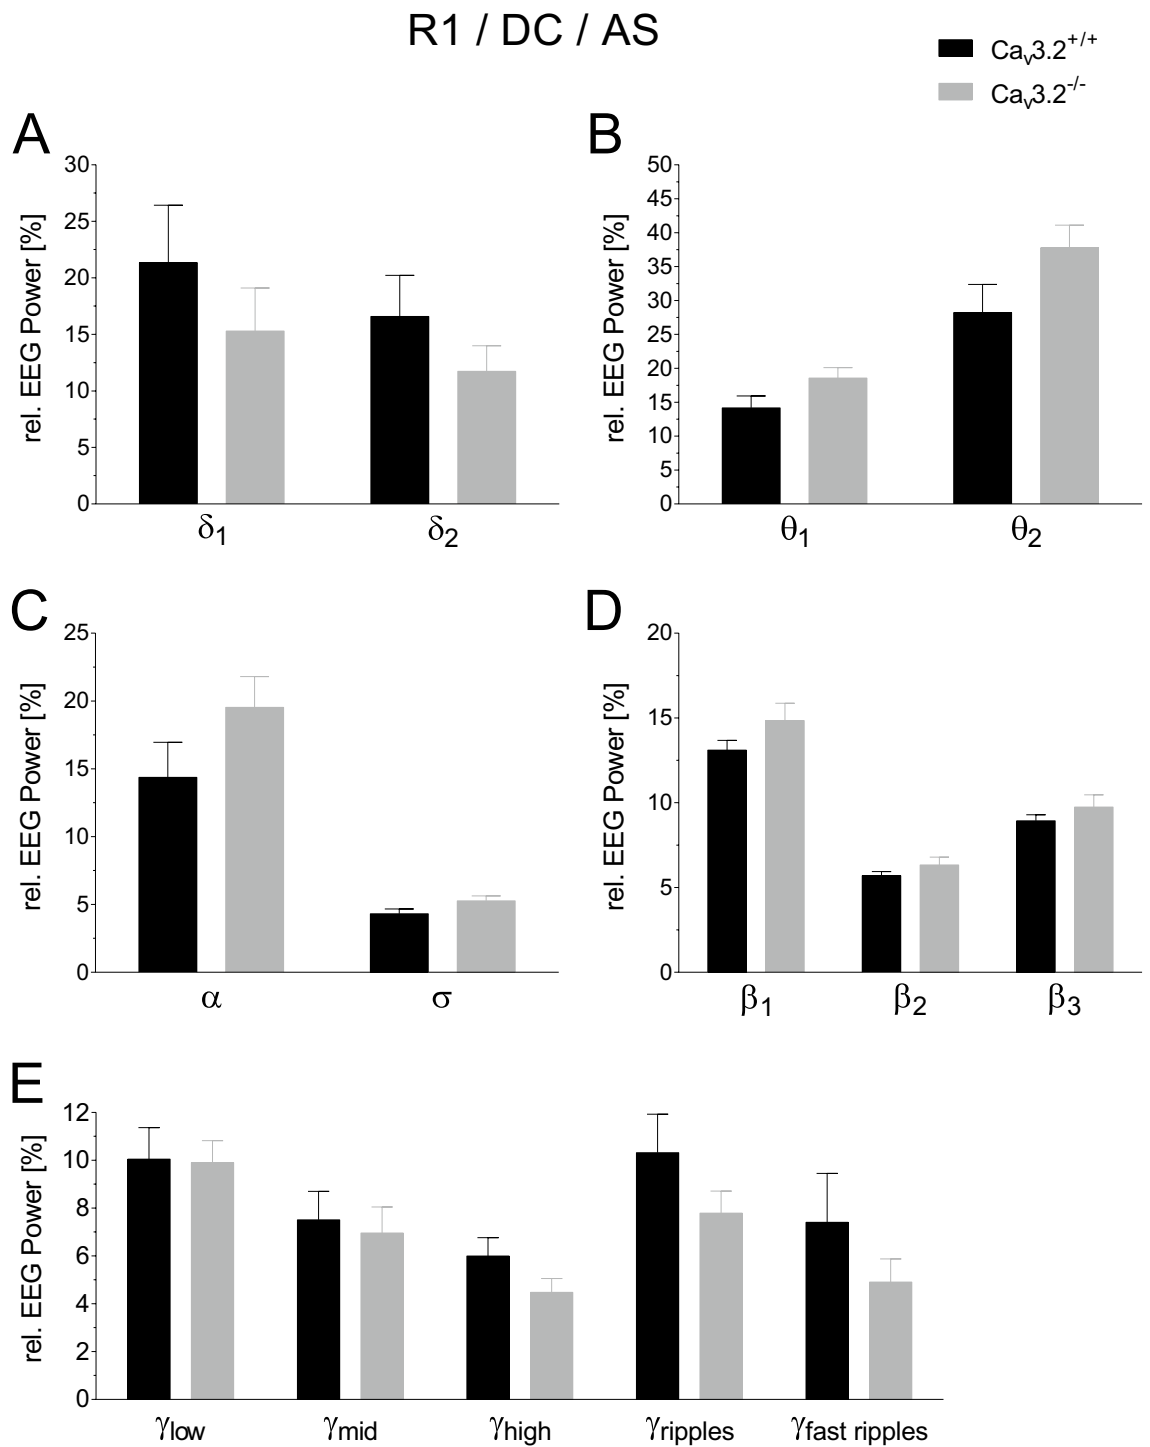 R1 / DC / AS
Caᵥ3.2⁺/⁺
Caᵥ3.2⁻/⁻
A
rel. EEG Power [%]
30
25
20
15
10
5
0
δ1
δ2
B
rel. EEG Power [%]
50
45
40
35
30
25
20
15
10
5
0
θ1
θ2
C
rel. EEG Power [%]
25
20
15
10
5
0
α
σ
D
rel. EEG Power [%]
20
15
10
5
0
β1
β2
β3
E
rel. EEG Power [%]
12
10
8
6
4
2
0
γlow
γmid
γhigh
γripples
γfast ripples